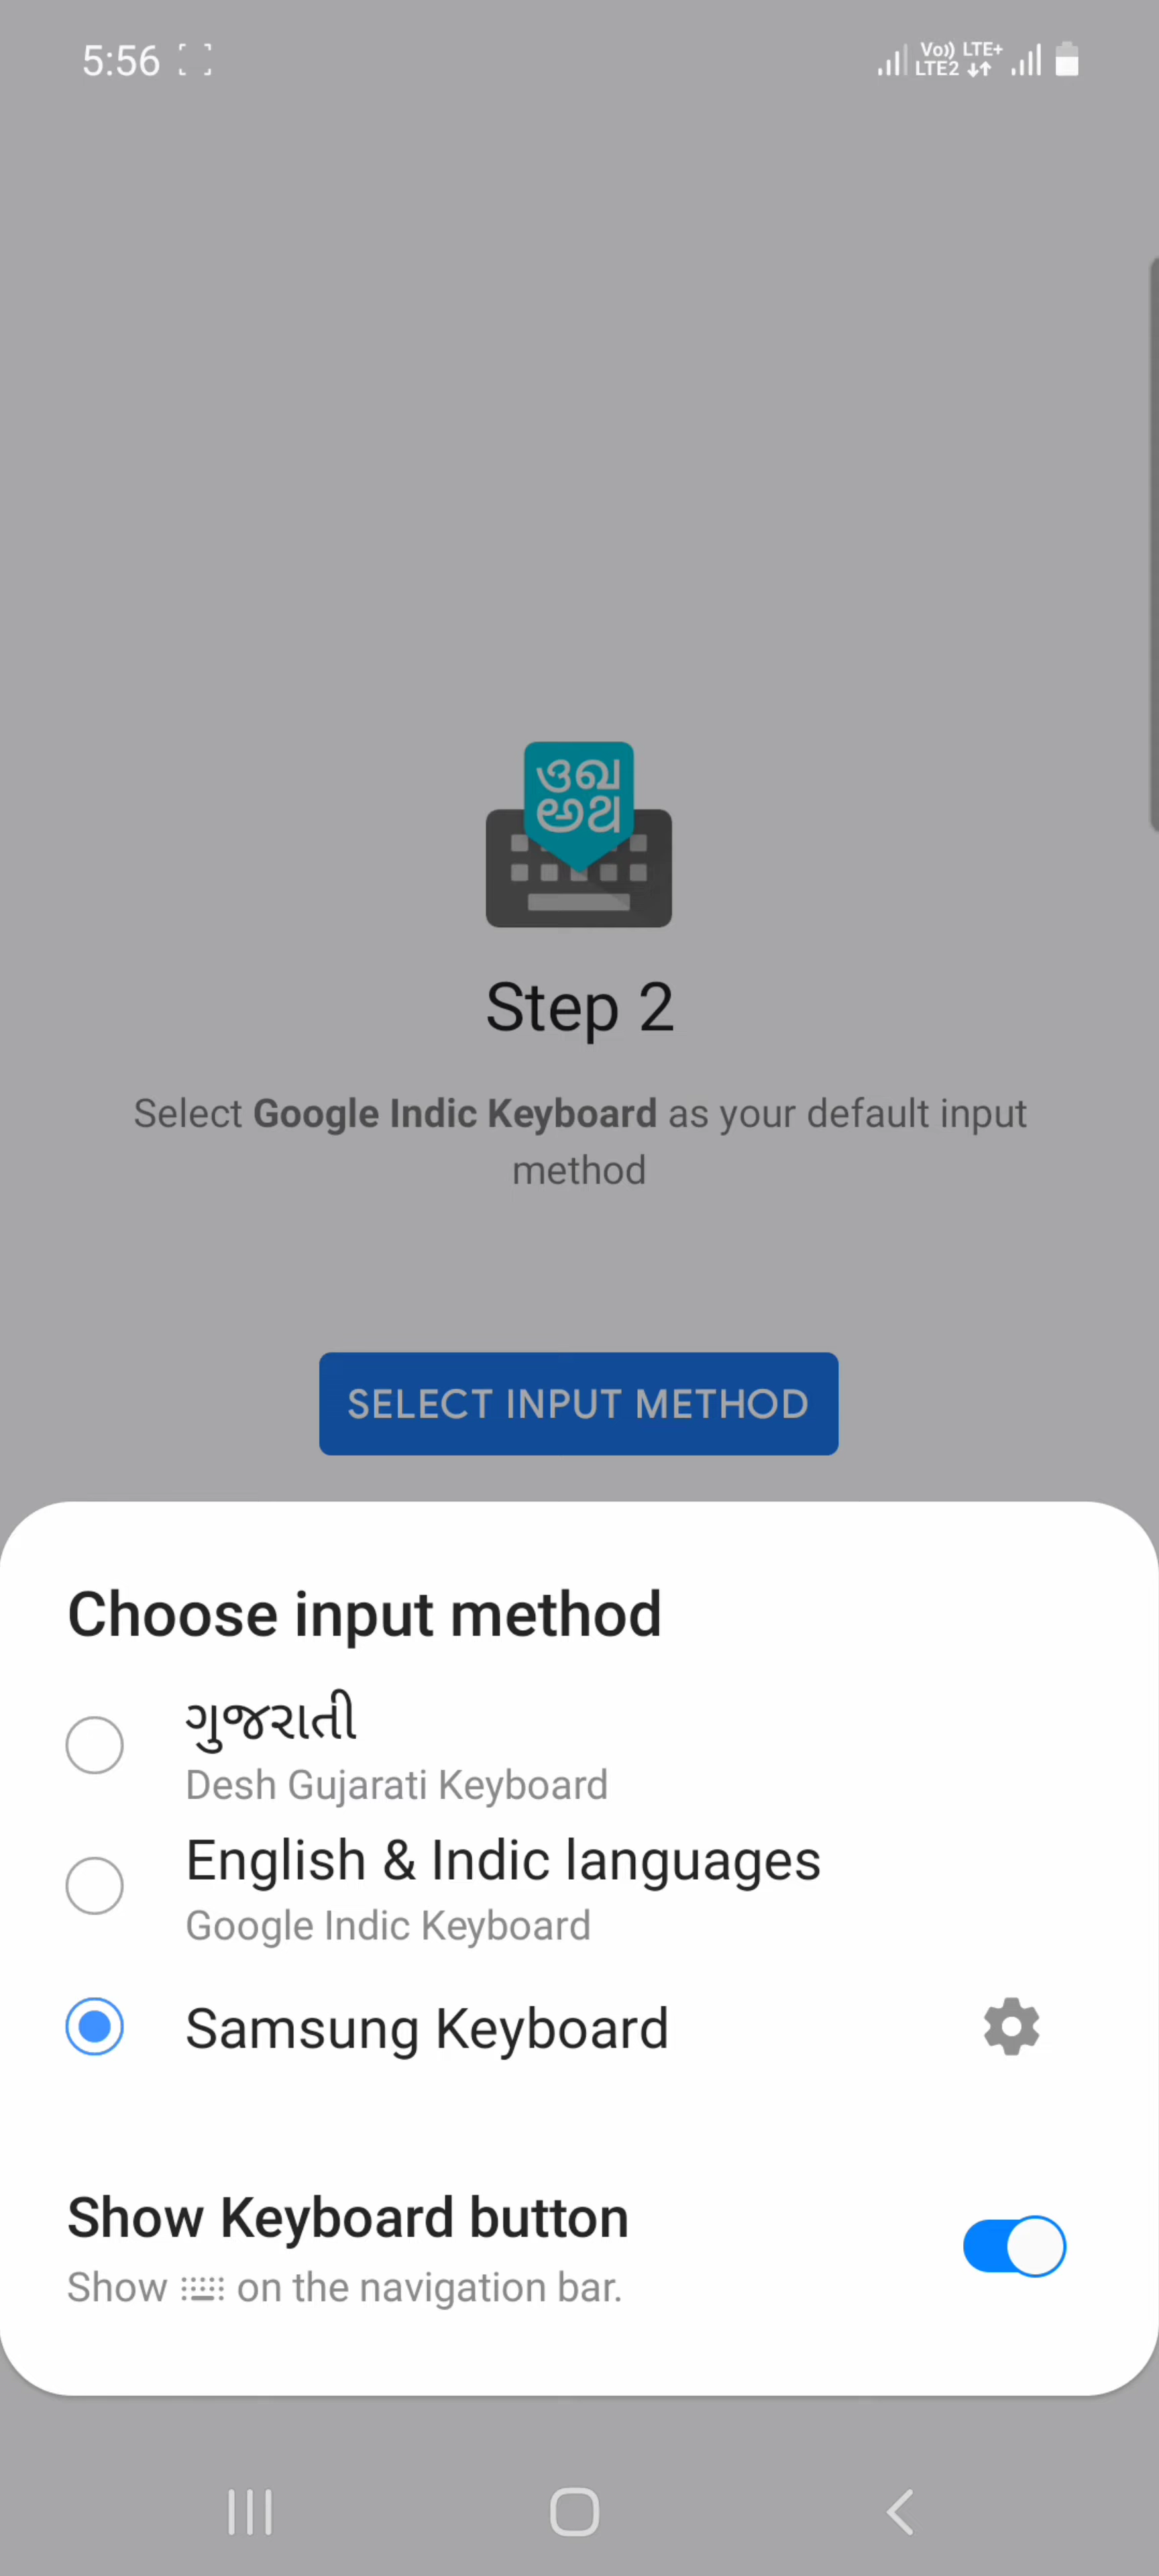 5:56
Vo)) LTE+
LTE2
ওখ
అથ
Step 2
Select Google Indic Keyboard as your default input
method
SELECT INPUT METHOD
Choose input method
ગુજરાતી
Desh Gujarati Keyboard
English & Indic languages
Google Indic Keyboard
Samsung Keyboard
Show Keyboard button
Show on the navigation bar.